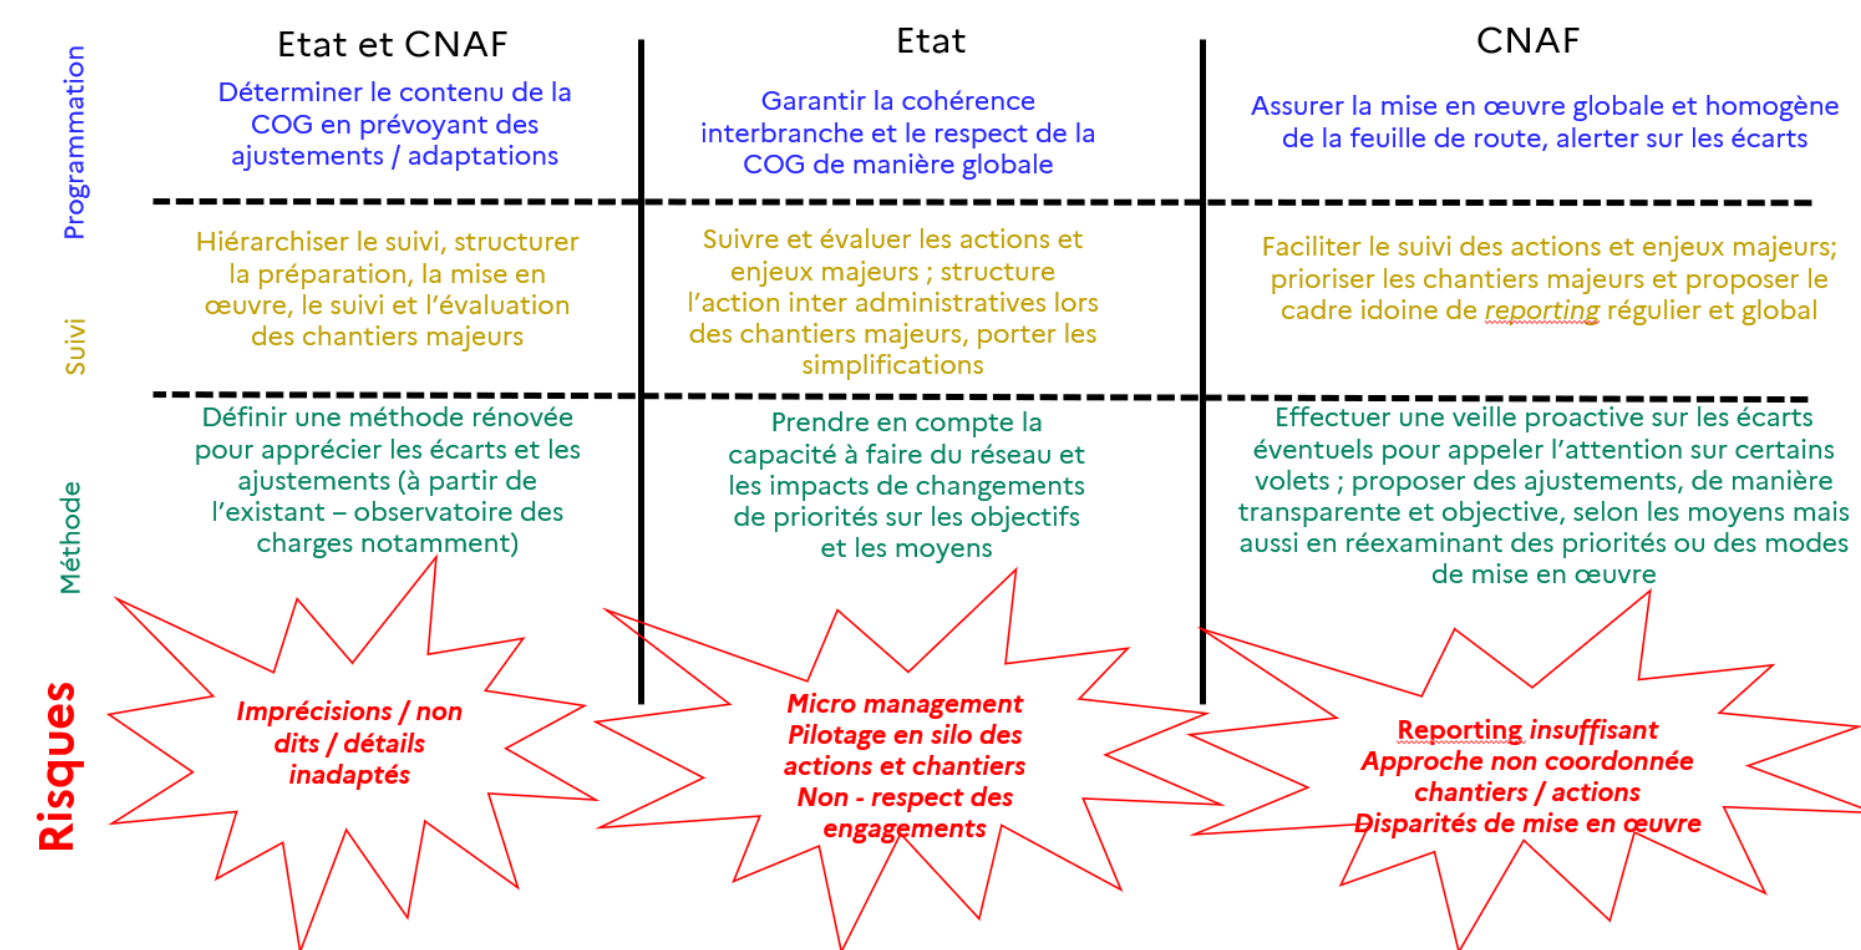 Etat et CNAF
Etat
CNAF
Programmation
Déterminer le contenu de la
COG en prévoyant des
ajustements / adaptations
Garantir la cohérence
interbranche et le respect de la
COG de manière globale
Assurer la mise en œuvre globale et homogène
de la feuille de route, alerter sur les écarts
Suivi
Hiérarchiser le suivi, structurer
la préparation, la mise en
œuvre, le suivi et l'évaluation
des chantiers majeurs
Suivre et évaluer les actions et
enjeux majeurs ; structure
l'action inter administratives lors
des chantiers majeurs, porter les
simplifications
Faciliter le suivi des actions et enjeux majeurs;
prioriser les chantiers majeurs et proposer le
cadre idoine de reporting régulier et global
Méthode
Définir une méthode rénovée
pour apprécier les écarts et les
ajustements (à partir de
l'existant – observatoire des
charges notamment)
Prendre en compte la
capacité à faire du réseau et
les impacts de changements
de priorités sur les objectifs
et les moyens
Effectuer une veille proactive sur les écarts
éventuels pour appeler l'attention sur certains
volets ; proposer des ajustements, de manière
transparente et objective, selon les moyens mais
aussi en réexaminant des priorités ou des modes
de mise en œuvre
Risques
Imprécisions / non
dits / détails
inadaptés
Micro management
Pilotage en silo des
actions et chantiers
Non - respect des
engagements
Reporting insuffisant
Approche non coordonnée
chantiers / actions
Disparités de mise en œuvre